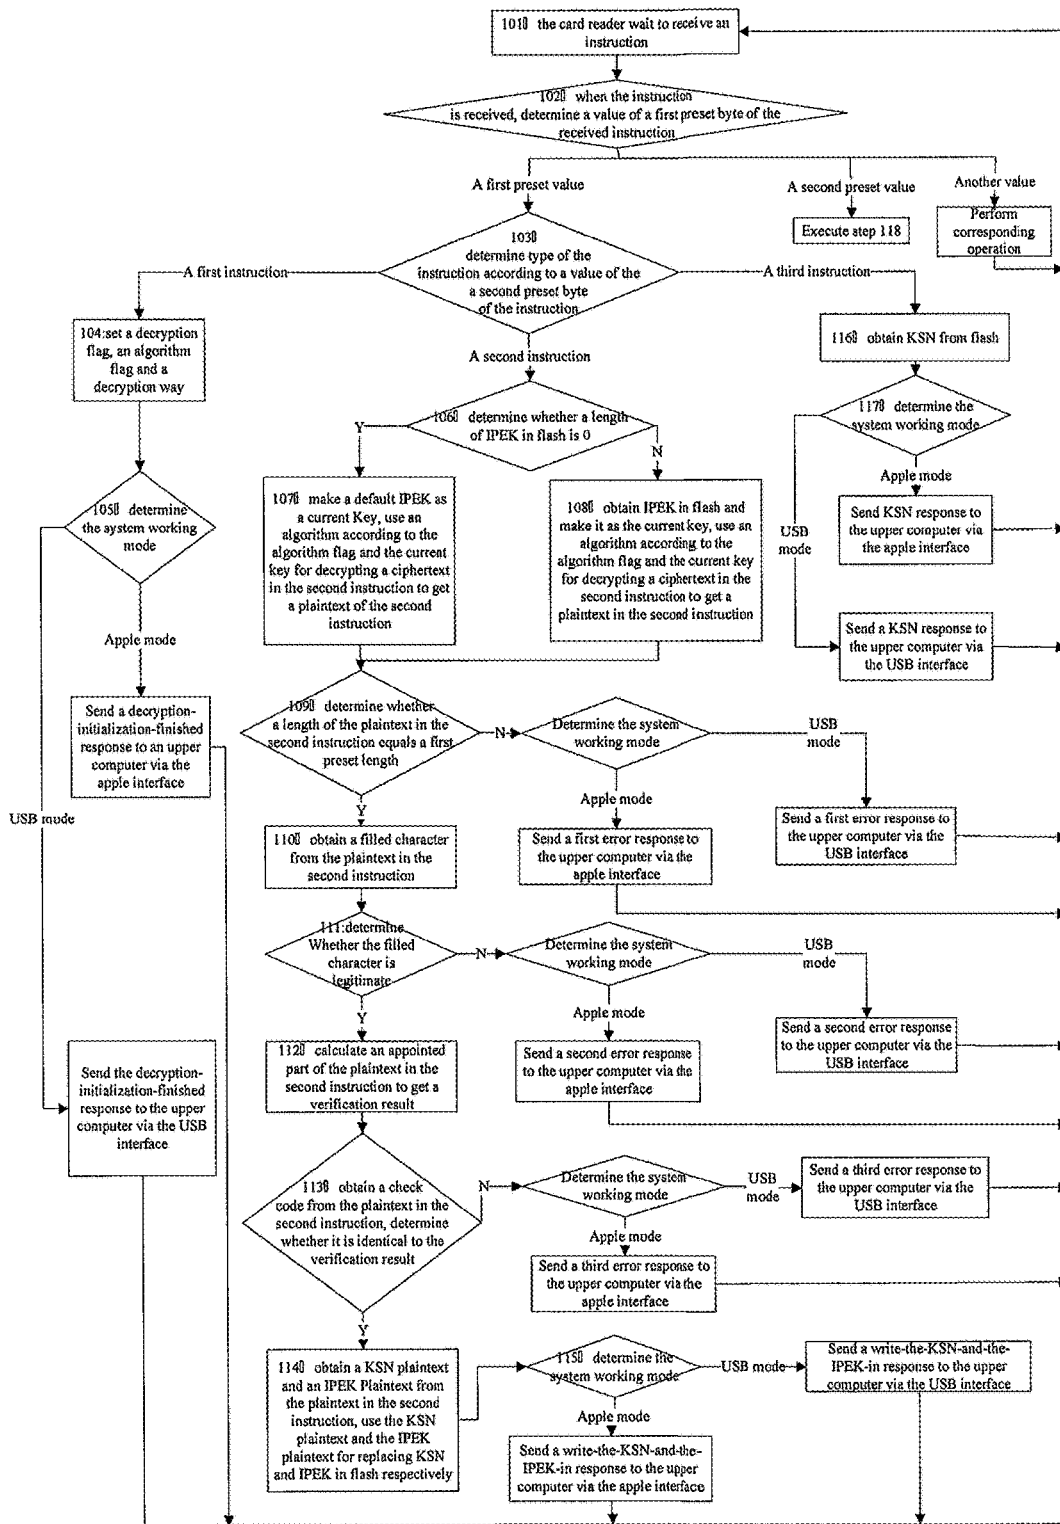 101▯ the card reader wait to receive an
instruction
102▯ when the instruction
is received, determine a value of a first preset byte of the
received instruction
A first preset value
A second preset value
Another value
Execute step 118
Perform
corresponding
operation
103▯
determine type of the
instruction according to a value of the
a second preset byte
of the instruction
A first instruction
A third instruction
A second instruction
104:set a decryption
flag, an algorithm
flag and a
decryption way
116▯ obtain KSN from flash
106▯ determine whether a length
of IPEK in flash is 0
Y
N
117▯ determine the
system working mode
Apple mode
USB
mode
105▯ determine
the system working
mode
107▯ make a default IPEK as
a current Key, use an
algorithm according to the
algorithm flag and the current
key for decrypting a ciphertext
in the second instruction to get
a plaintext of the second
instruction
108▯ obtain IPEK in flash and
make it as the current key, use an
algorithm according to the
algorithm flag and the current key
for decrypting a ciphertext in the
second instruction to get a
plaintext in the second instruction
Send KSN response to
the upper computer via
the apple interface
Send a KSN response to
the upper computer via
the USB interface
Apple mode
USB mode
Send a decryption-
initialization-finished
response to an upper
computer via the
apple interface
109▯ determine whether
a length of the plaintext in the
second instruction equals a first
preset length
N
Determine the system
working mode
USB
mode
Apple mode
Y
Send a first error response to
the upper computer via the
USB interface
110▯ obtain a filled character
from the plaintext in the
second instruction
Send a first error response to
the upper computer via the
apple interface
111:determine
Whether the filled
character is
legitimate
N
Determine the system
working mode
USB
mode
Apple mode
Y
Send a second error response
to the upper computer via the
USB interface
112▯ calculate an appointed
part of the plaintext in the
second instruction to get a
verification result
Send a second error response
to the upper computer via the
apple interface
Send the decryption-
initialization-finished
response to the upper
computer via the USB
interface
113▯ obtain a check
code from the plaintext in the
second instruction, determine
whether it is identical to the
verification result
N
Determine the system
working mode
USB
mode
Send a third error response to
the upper computer via the
USB interface
Apple mode
Send a third error response to
the upper computer via the
apple interface
Y
114▯ obtain a KSN plaintext
and an IPEK Plaintext from
the plaintext in the second
instruction, use the KSN
plaintext and the IPEK
plaintext for replacing KSN
and IPEK in flash respectively
115▯ determine the
system working mode
USB mode
Send a write-the-KSN-and-the-
IPEK-in response to the upper
computer via the USB interface
Apple mode
Send a write-the-KSN-and-the-
IPEK-in response to the upper
computer via the apple interface